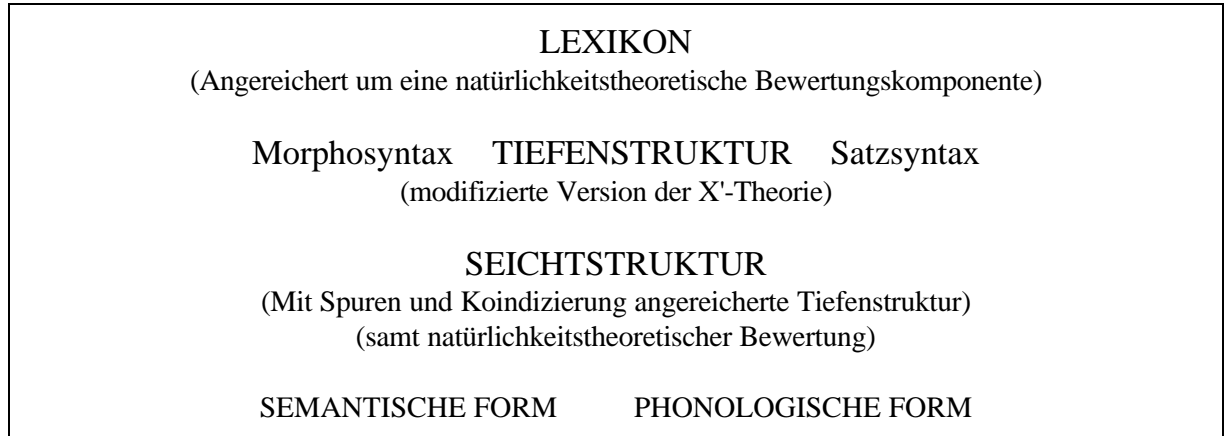 LEXIKON
(Angereichert um eine natürlichkeitstheoretische Bewertungskomponente)
Morphosyntax TIEFENSTRUKTUR Satzsyntax
(modifizierte Version der X'-Theorie)
SEICHTSTRUKTUR
(Mit Spuren und Koindizierung angereicherte Tiefenstruktur)
(samt natürlichkeitstheoretischer Bewertung)
SEMANTISCHE FORM PHONOLOGISCHE FORM